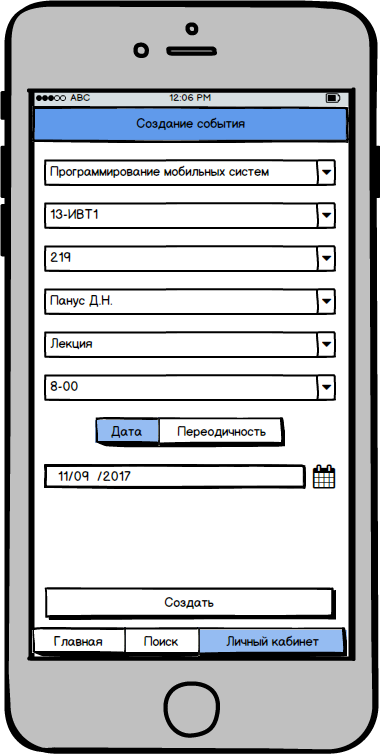 ABC 12:06 PM
Создание события
Программирование мобильных систем
13-ИВТ1
219
Панус Д.Н.
Лекция
8-00
Дата Переодичность
11/09 /2017
Создать
Главная Поиск Личный кабинет